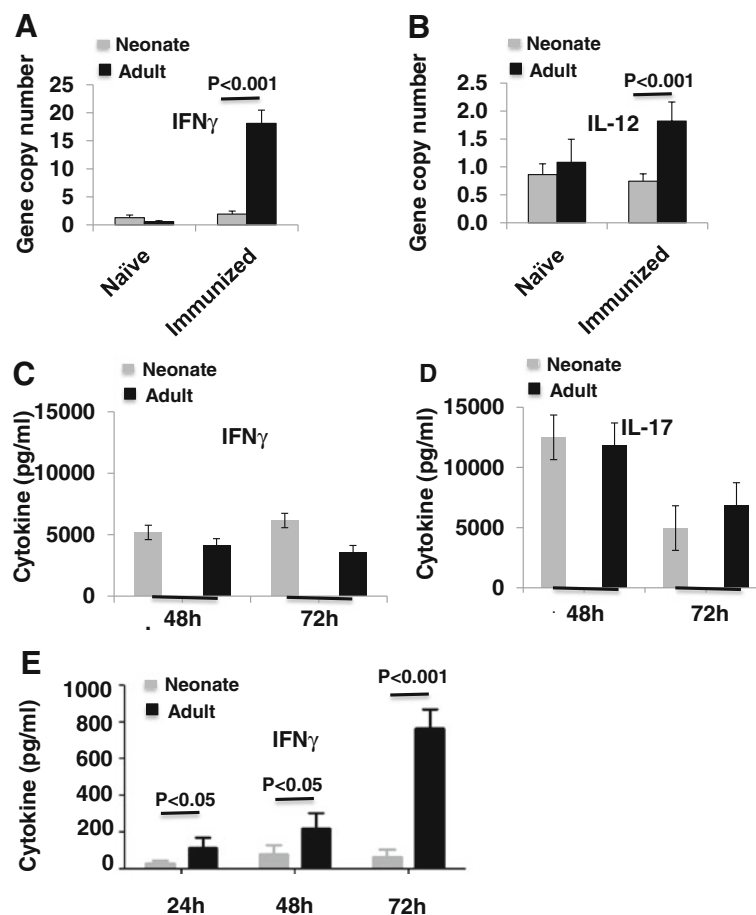 A
Neonate
Adult
Gene copy number
25
20
15
10
5
0
P<0.001
IFNγ
Naïve
Immunized
B
Neonate
Adult
Gene copy number
2.5
2.0
1.5
1.0
0.5
0.0
P<0.001
IL-12
Naïve
Immunized
C
Neonate
Adult
Cytokine (pg/ml)
15000
10000
5000
0
IFNγ
48h
72h
D
Neonate
Adult
Cytokine (pg/ml)
15000
10000
5000
0
IL-17
48h
72h
E
Neonate
Adult
Cytokine (pg/ml)
1000
800
600
400
200
0
IFNγ
P<0.05
P<0.05
P<0.001
24h
48h
72h